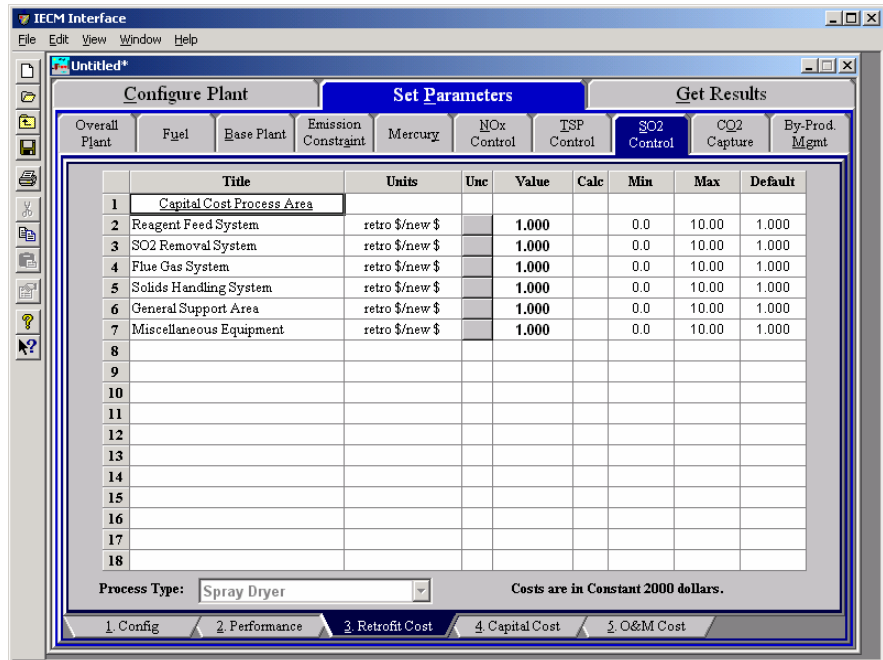 IECM Interface
File Edit View Window Help
Untitled*
Configure Plant Set Parameters Get Results
Overall Plant Fuel Base Plant Emission Constraint Mercury NOx Control TSP Control SO2 Control CO2 Capture By-Prod. Mgmt
Title Units Unc Value Calc Min Max Default
1 Capital Cost Process Area
2 Reagent Feed System retro $/new $ 1.000 0.0 10.00 1.000
3 SO2 Removal System retro $/new $ 1.000 0.0 10.00 1.000
4 Flue Gas System retro $/new $ 1.000 0.0 10.00 1.000
5 Solids Handling System retro $/new $ 1.000 0.0 10.00 1.000
6 General Support Area retro $/new $ 1.000 0.0 10.00 1.000
7 Miscellaneous Equipment retro $/new $ 1.000 0.0 10.00 1.000
8
9
10
11
12
13
14
15
16
17
18
Process Type: Spray Dryer Costs are in Constant 2000 dollars.
1. Config 2. Performance 3. Retrofit Cost 4. Capital Cost 5. O&M Cost